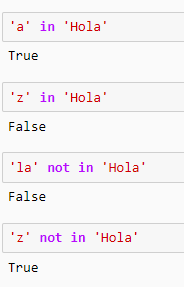 'a' in 'Hola'
True
'z' in 'Hola'
False
'la' not in 'Hola'
False
'z' not in 'Hola'
True